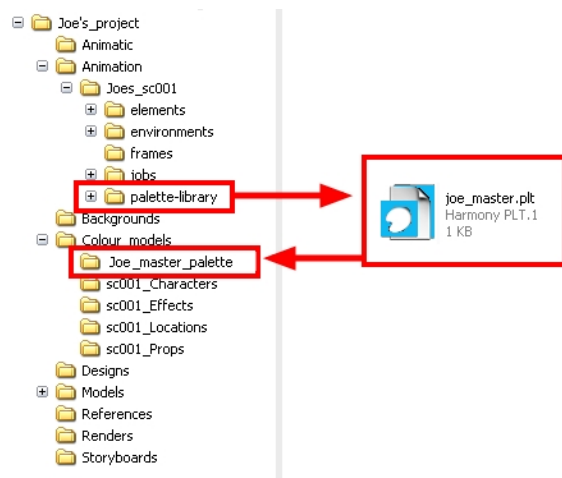 Joe's_project
Animatic
Animation
Joes_sc001
elements
environments
frames
jobs
palette-library
Backgrounds
Colour_models
Joe_master_palette
sc001_Characters
sc001_Effects
sc001_Locations
sc001_Props
Designs
Models
References
Renders
Storyboards
joe_master.plt
Harmony PLT.1
1 KB